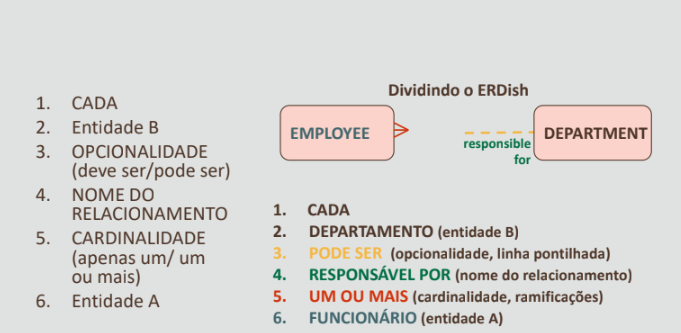 1. CADA
2. Entidade B
3. OPCIONALIDADE
(deve ser/pode ser)
4. NOME DO
RELACIONAMENTO
5. CARDINALIDADE
(apenas um/ um
ou mais)
6. Entidade A
Dividindo o ERDish
EMPLOYEE
DEPARTMENT
responsible
for
1. CADA
2. DEPARTAMENTO (entidade B)
3. PODE SER (opcionalidade, linha pontilhada)
4. RESPONSÁVEL POR (nome do relacionamento)
5. UM OU MAIS (cardinalidade, ramificações)
6. FUNCIONÁRIO (entidade A)